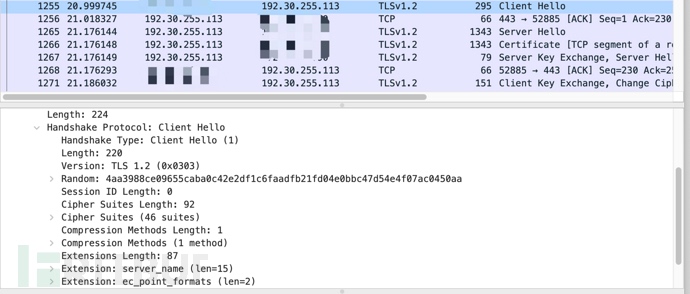 1255 20.999745 192.30.255.113 TLSv1.2 295 Client Hello
1256 21.018327 192.30.255.113 TCP 66 443 → 52885 [ACK] Seq=1 Ack=230
1265 21.176144 192.30.255.113 TLSv1.2 1343 Server Hello
1266 21.176148 192.30.255.113 TLSv1.2 1343 Certificate [TCP segment of a r
1267 21.176149 192.30.255.113 TLSv1.2 79 Server Key Exchange, Server Hel
1268 21.176293 192.30.255.113 TCP 66 52885 → 443 [ACK] Seq=230 Ack=2
1271 21.186032 192.30.255.113 TLSv1.2 151 Client Key Exchange, Change Ciph
Length: 224
Handshake Protocol: Client Hello
Handshake Type: Client Hello (1)
Length: 220
Version: TLS 1.2 (0x0303)
Random: 4aa3988ce09655caba0c42e2df1c6faadfb21fd04e0bbc47d54e4f07ac0450aa
Session ID Length: 0
Cipher Suites Length: 92
Cipher Suites (46 suites)
Compression Methods Length: 1
Compression Methods (1 method)
Extensions Length: 87
Extension: server_name (len=15)
Extension: ec_point_formats (len=2)